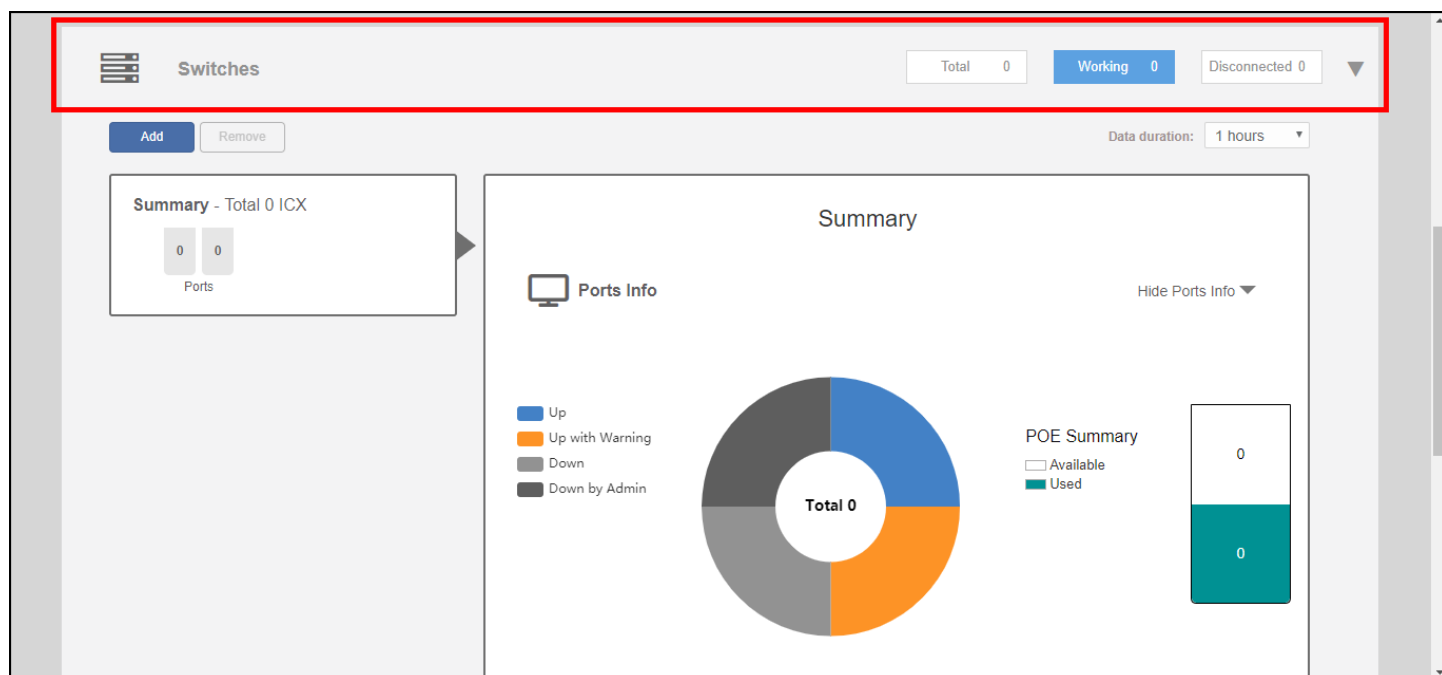 Switches
Total 0
Working 0
Disconnected 0
Add
Remove
Data duration: 1 hours
Summary - Total 0 ICX
0 0
Ports
Summary
Ports Info
Hide Ports Info
Up
Up with Warning
Down
Down by Admin
Total 0
POE Summary
Available
Used
0
0